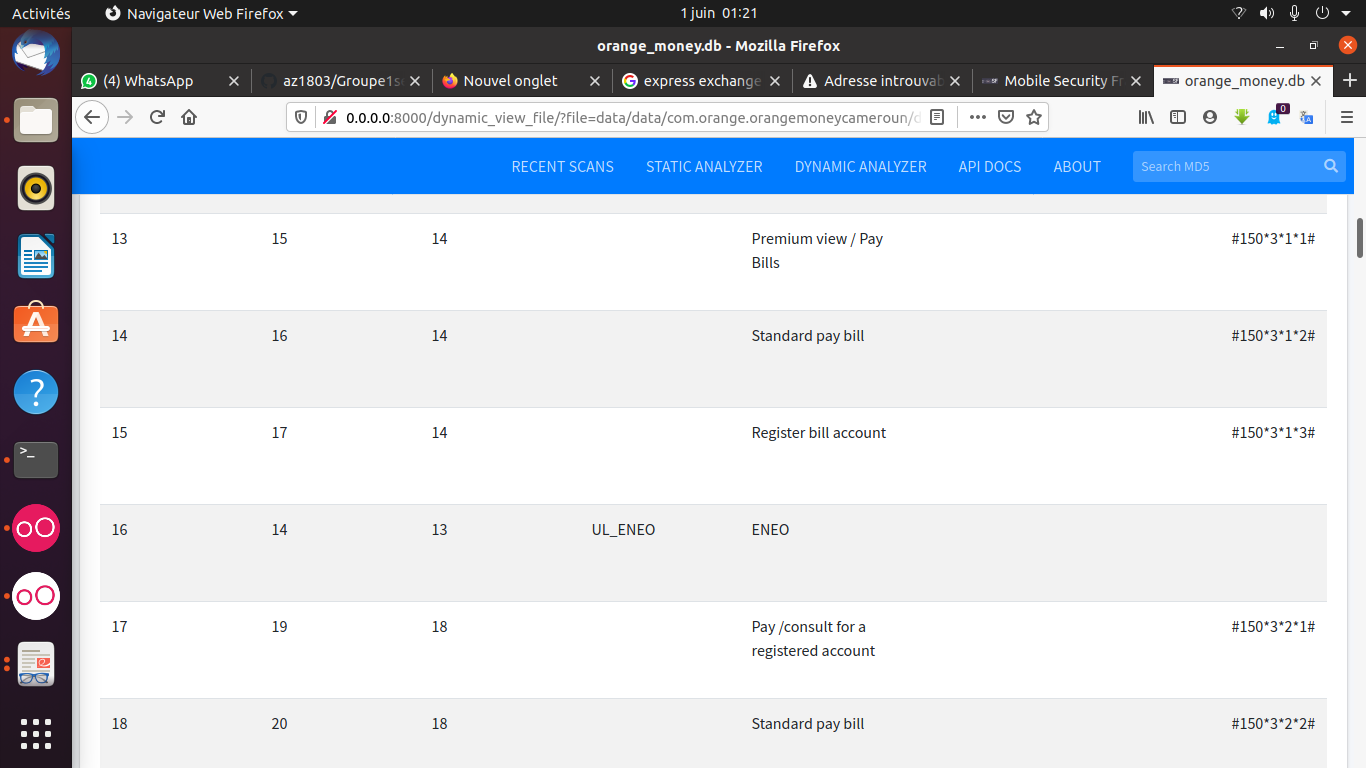 Activités
Navigateur Web Firefox
1 juin 01:21
orange_money.db - Mozilla Firefox
4
(4) WhatsApp
az1803/Groupe1s
Nouvel onglet
express exchange
Adresse introuvab
Mobile Security Fr
orange_money.db
0.0.0.0:8000/dynamic_view_file/?file=data/data/com.orange.orangemoneycameroun/d
0
RECENT SCANS
STATIC ANALYZER
DYNAMIC ANALYZER
API DOCS
ABOUT
Search MD5
13 15 14 Premium view / Pay #150*3*1*1#
Bills
14 16 14 Standard pay bill #150*3*1*2#
15 17 14 Register bill account #150*3*1*3#
16 14 13 UL_ENEO ENEO
17 19 18 Pay /consult for a #150*3*2*1#
registered account
18 20 18 Standard pay bill #150*3*2*2#